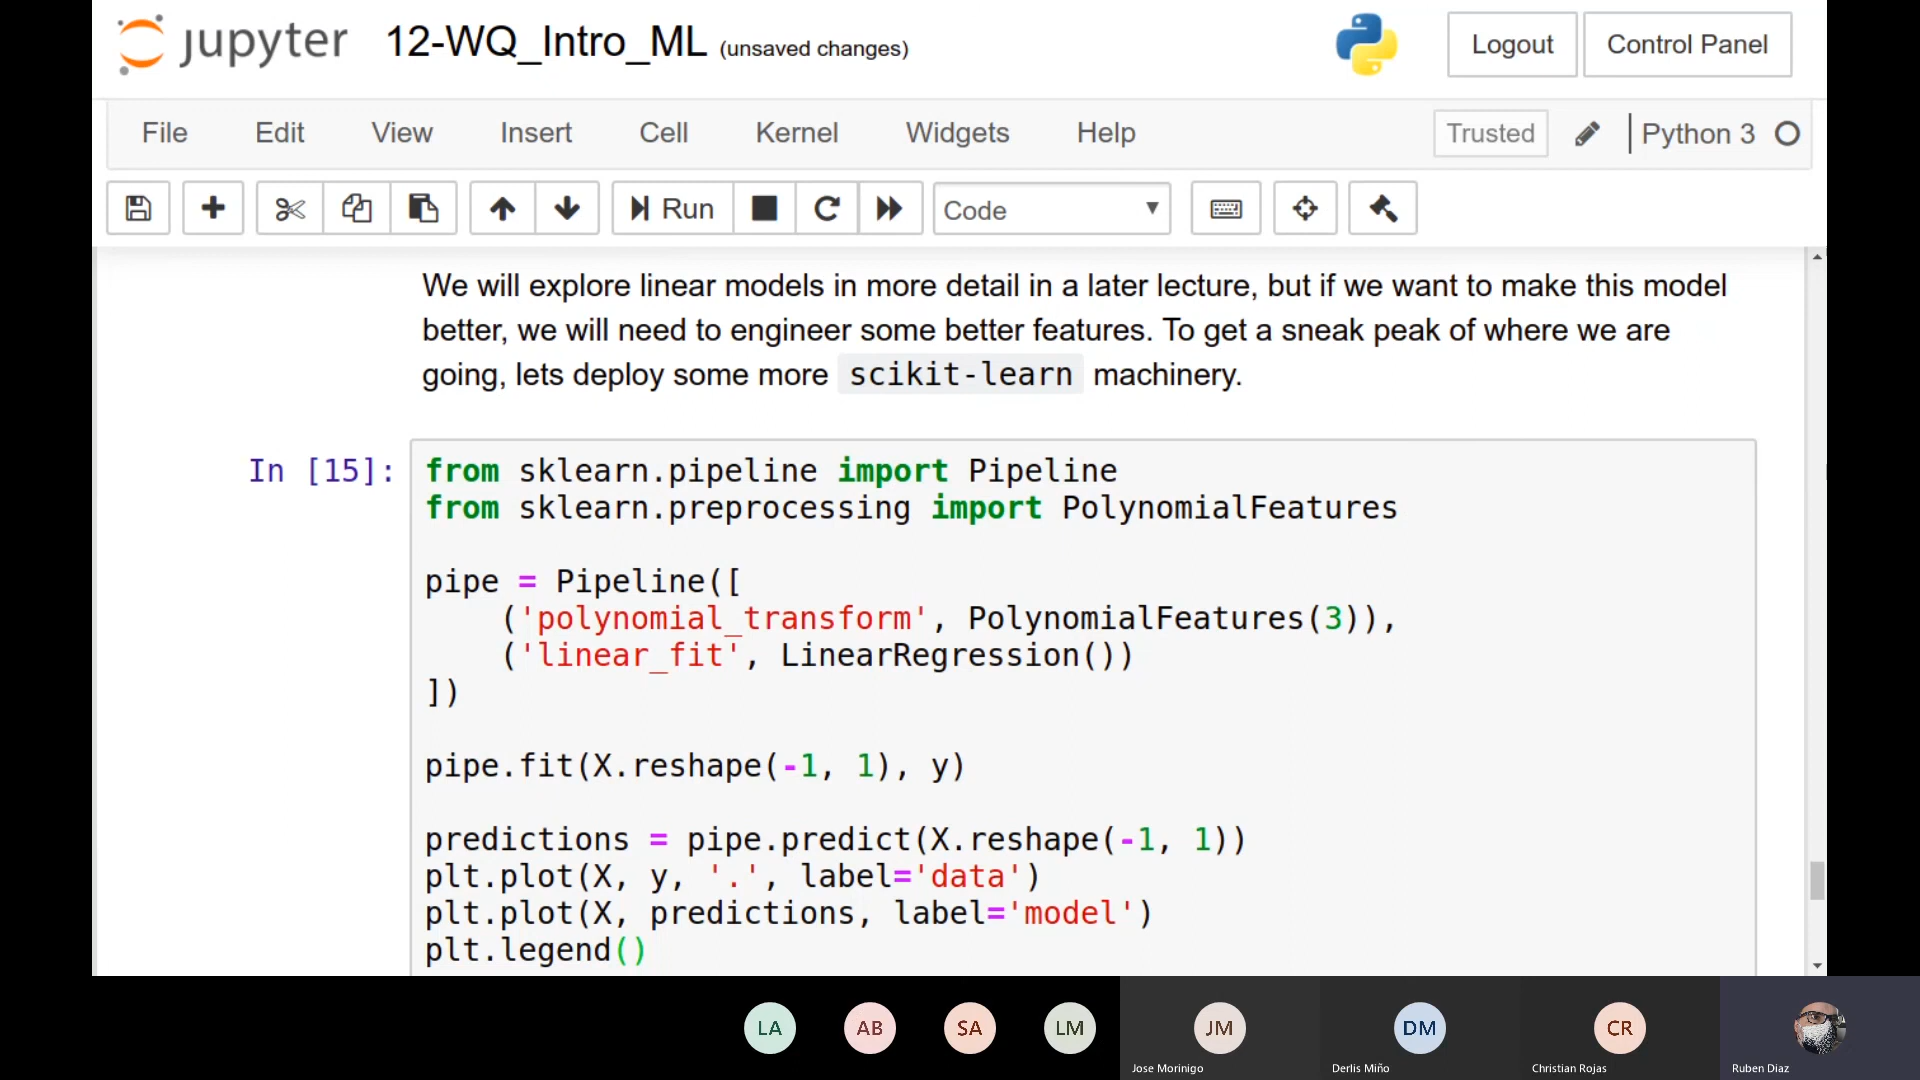 jupyter 12-WQ_Intro_ML (unsaved changes) Logout Control Panel
File Edit View Insert Cell Kernel Widgets Help Trusted Python 3
Run Code
We will explore linear models in more detail in a later lecture, but if we want to make this model
better, we will need to engineer some better features. To get a sneak peak of where we are
going, lets deploy some more scikit-learn machinery.
In [15]: from sklearn.pipeline import Pipeline
from sklearn.preprocessing import PolynomialFeatures
pipe = Pipeline([
    ('polynomial_transform', PolynomialFeatures(3)),
    ('linear_fit', LinearRegression())
])
pipe.fit(X.reshape(-1, 1), y)
predictions = pipe.predict(X.reshape(-1, 1))
plt.plot(X, y, '.', label='data')
plt.plot(X, predictions, label='model')
plt.legend()
LA AB SA LM JM DM CR
Jose Morinigo Derlis Miño Christian Rojas Ruben Diaz